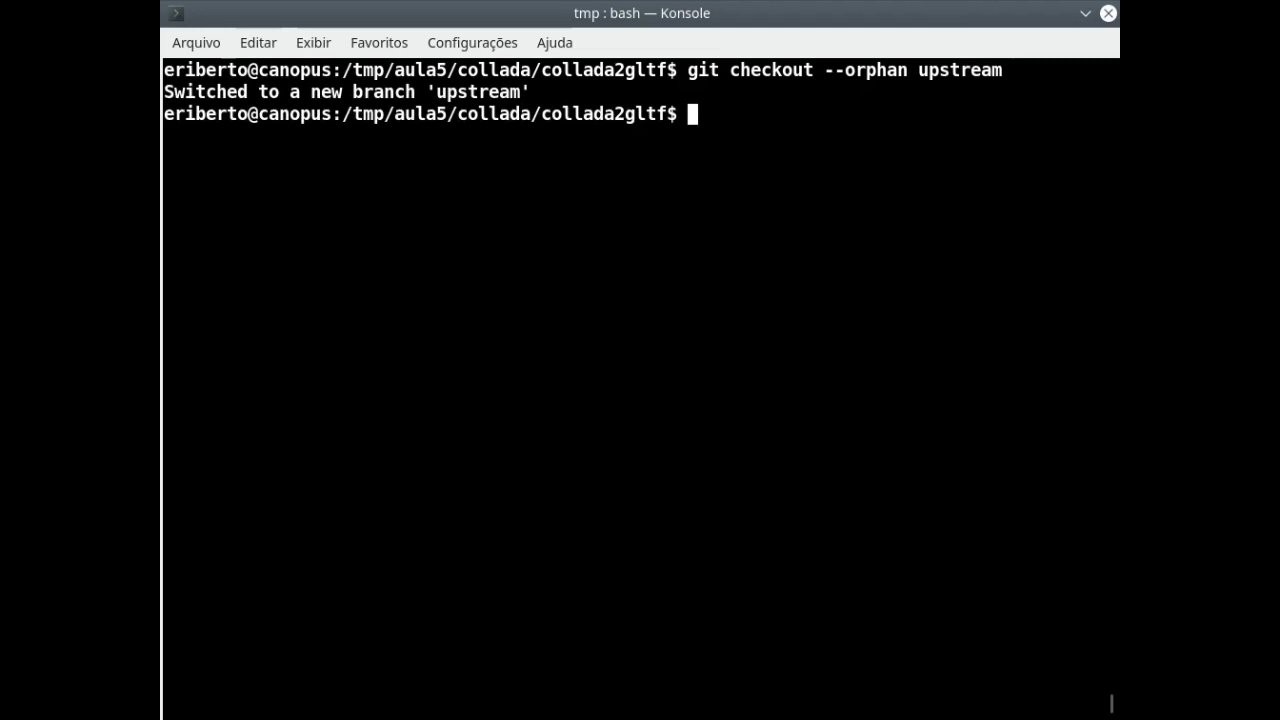 tmp : bash — Konsole
Arquivo Editar Exibir Favoritos Configurações Ajuda
eriberto@canopus:/tmp/aula5/collada/collada2gltf$ git checkout --orphan upstream
Switched to a new branch 'upstream'
eriberto@canopus:/tmp/aula5/collada/collada2gltf$